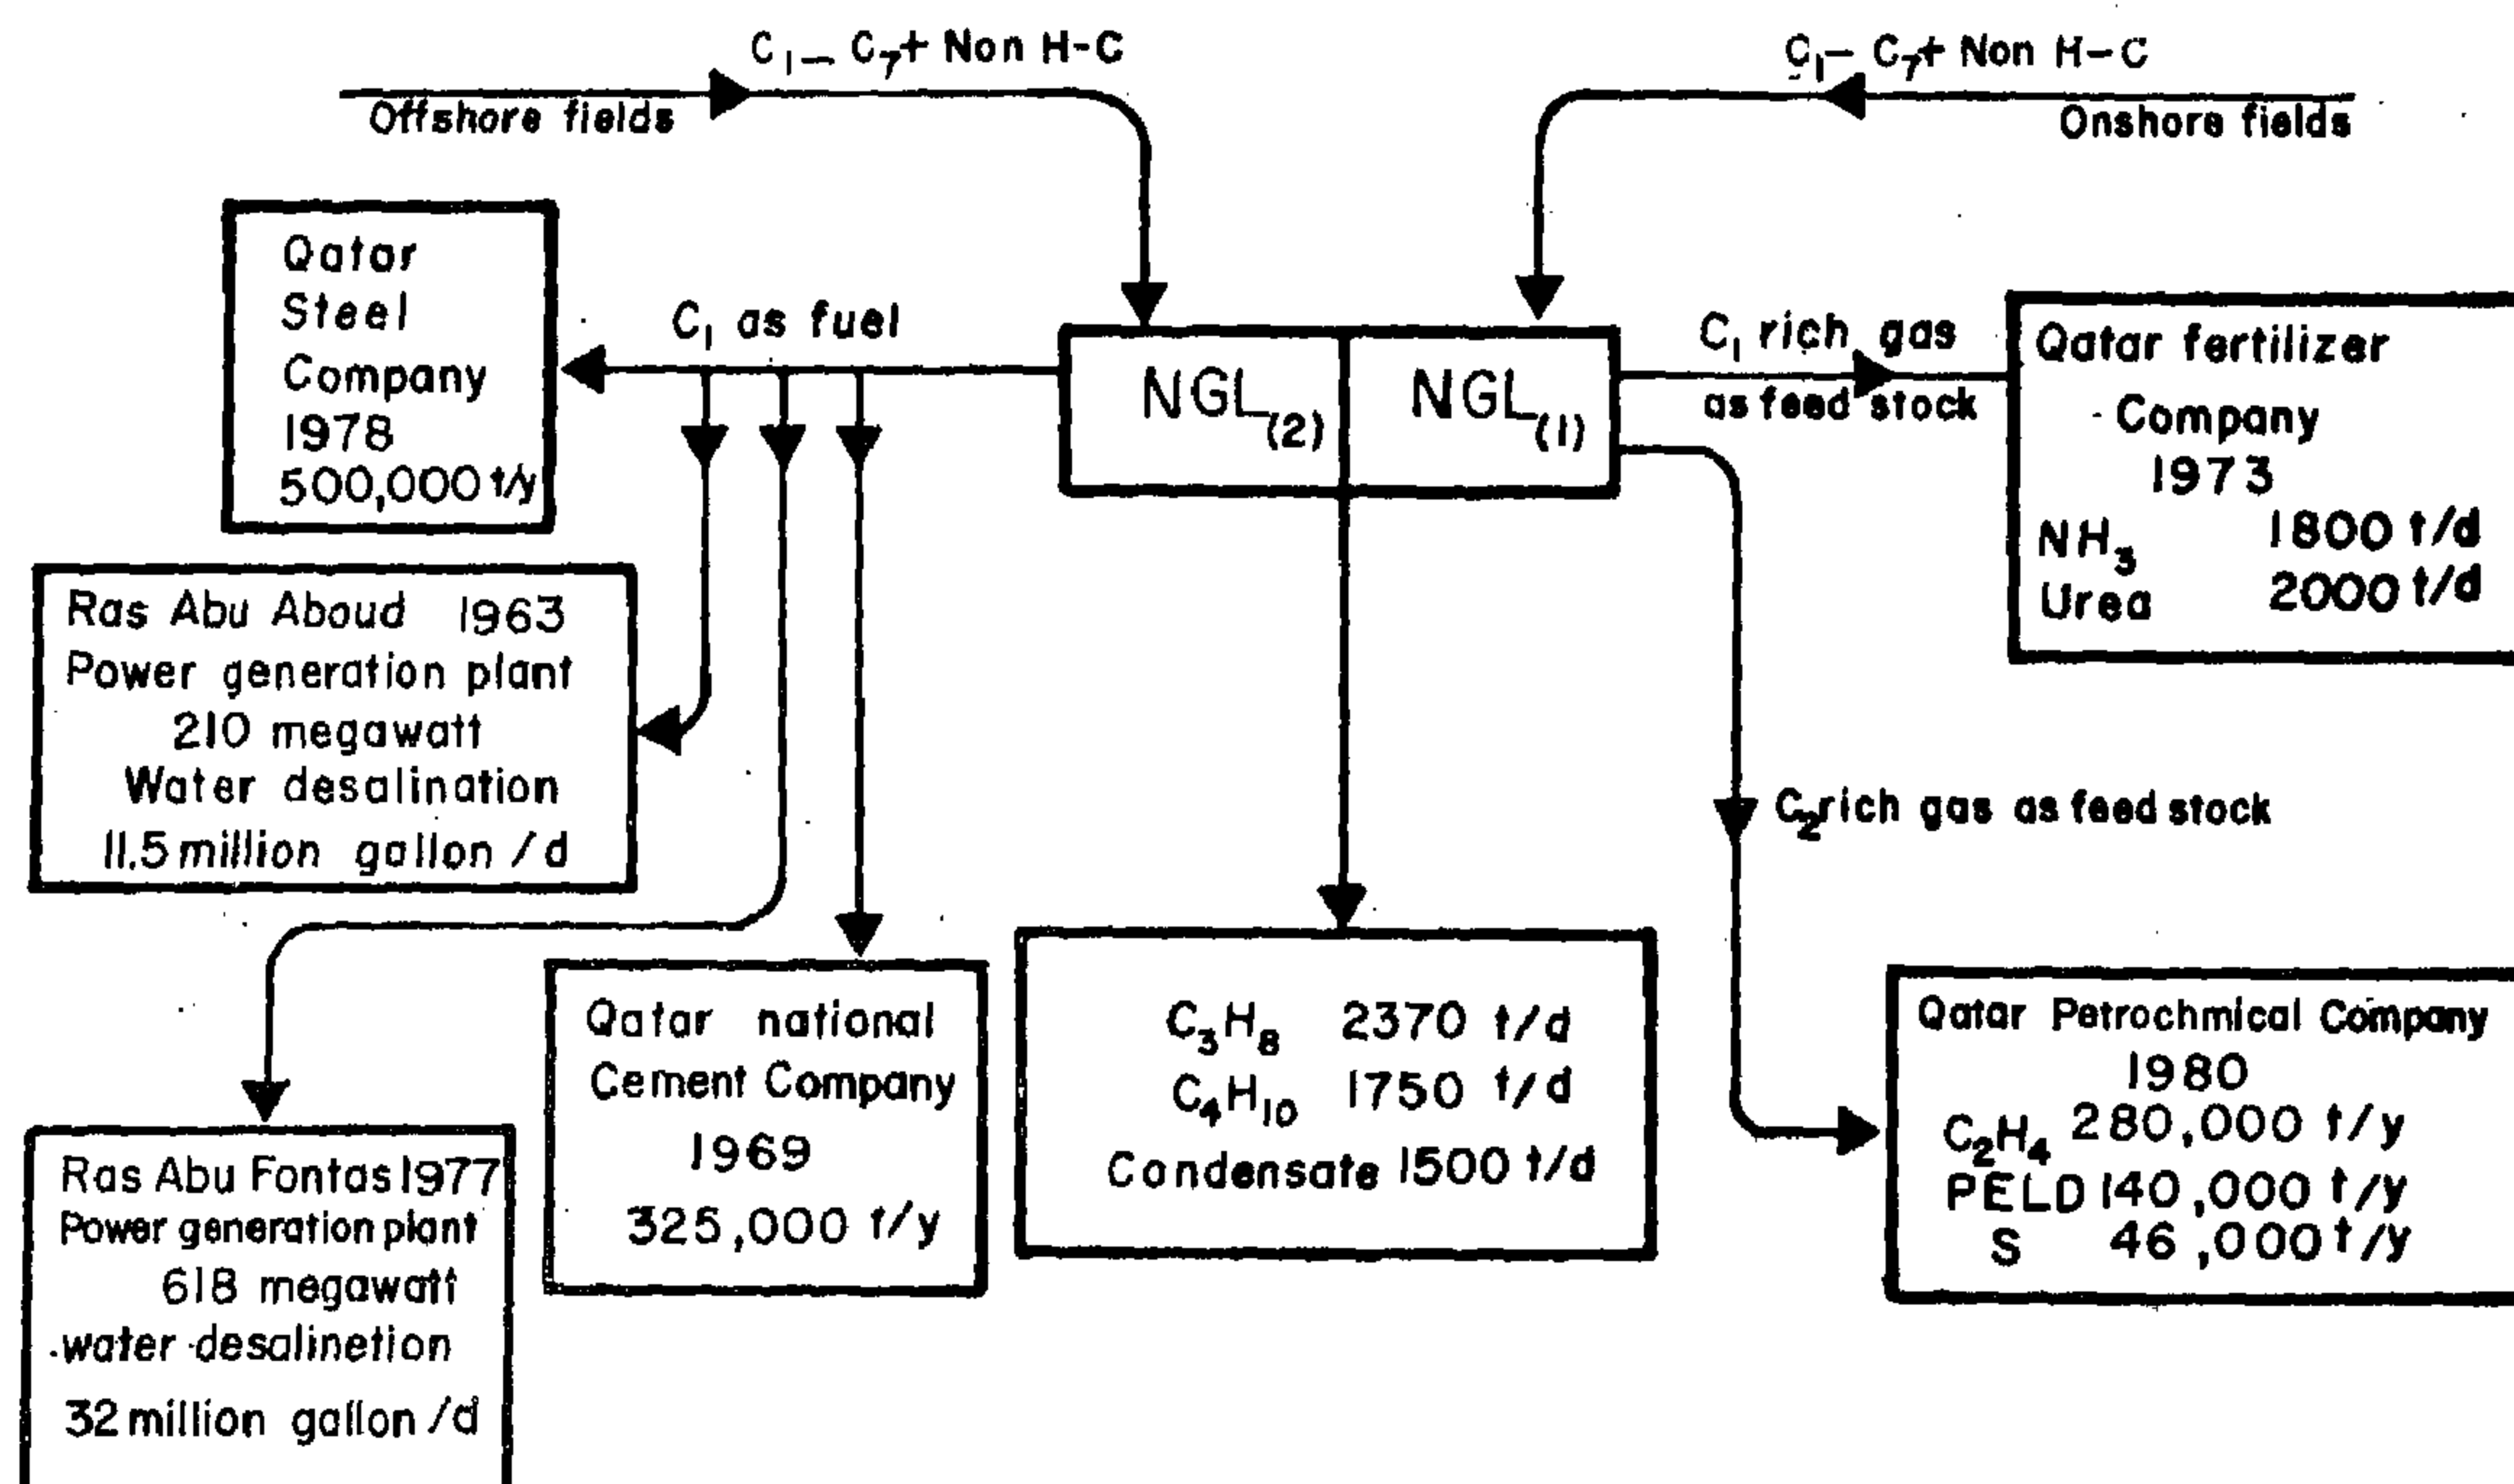 C₁ – C₇+ Non H-C
Offshore fields
C₁ – C₇+ Non H-C
Onshore fields
Qatar
Steel
Company
1978
500,000 t/y
C₁ as fuel
NGL(2)
NGL(1)
C₁ rich gas
as feed stock
Qatar fertilizer
Company
1973
NH₃ 1800 t/d
Urea 2000 t/d
Ras Abu Aboud 1963
Power generation plant
210 megawatt
Water desalination
11.5 million gallon /d
C₂ rich gas as feed stock
Ras Abu Fontas 1977
Power generation plant
618 megawatt
water desalinetion
32 million gallon /d
Qatar national
Cement Company
1969
325,000 t/y
C₃H₈ 2370 t/d
C₄H₁₀ 1750 t/d
Condensate 1500 t/d
Qatar Petrochmical Company
1980
C₂H₄ 280,000 t/y
PELD 140,000 t/y
S 46,000 t/y